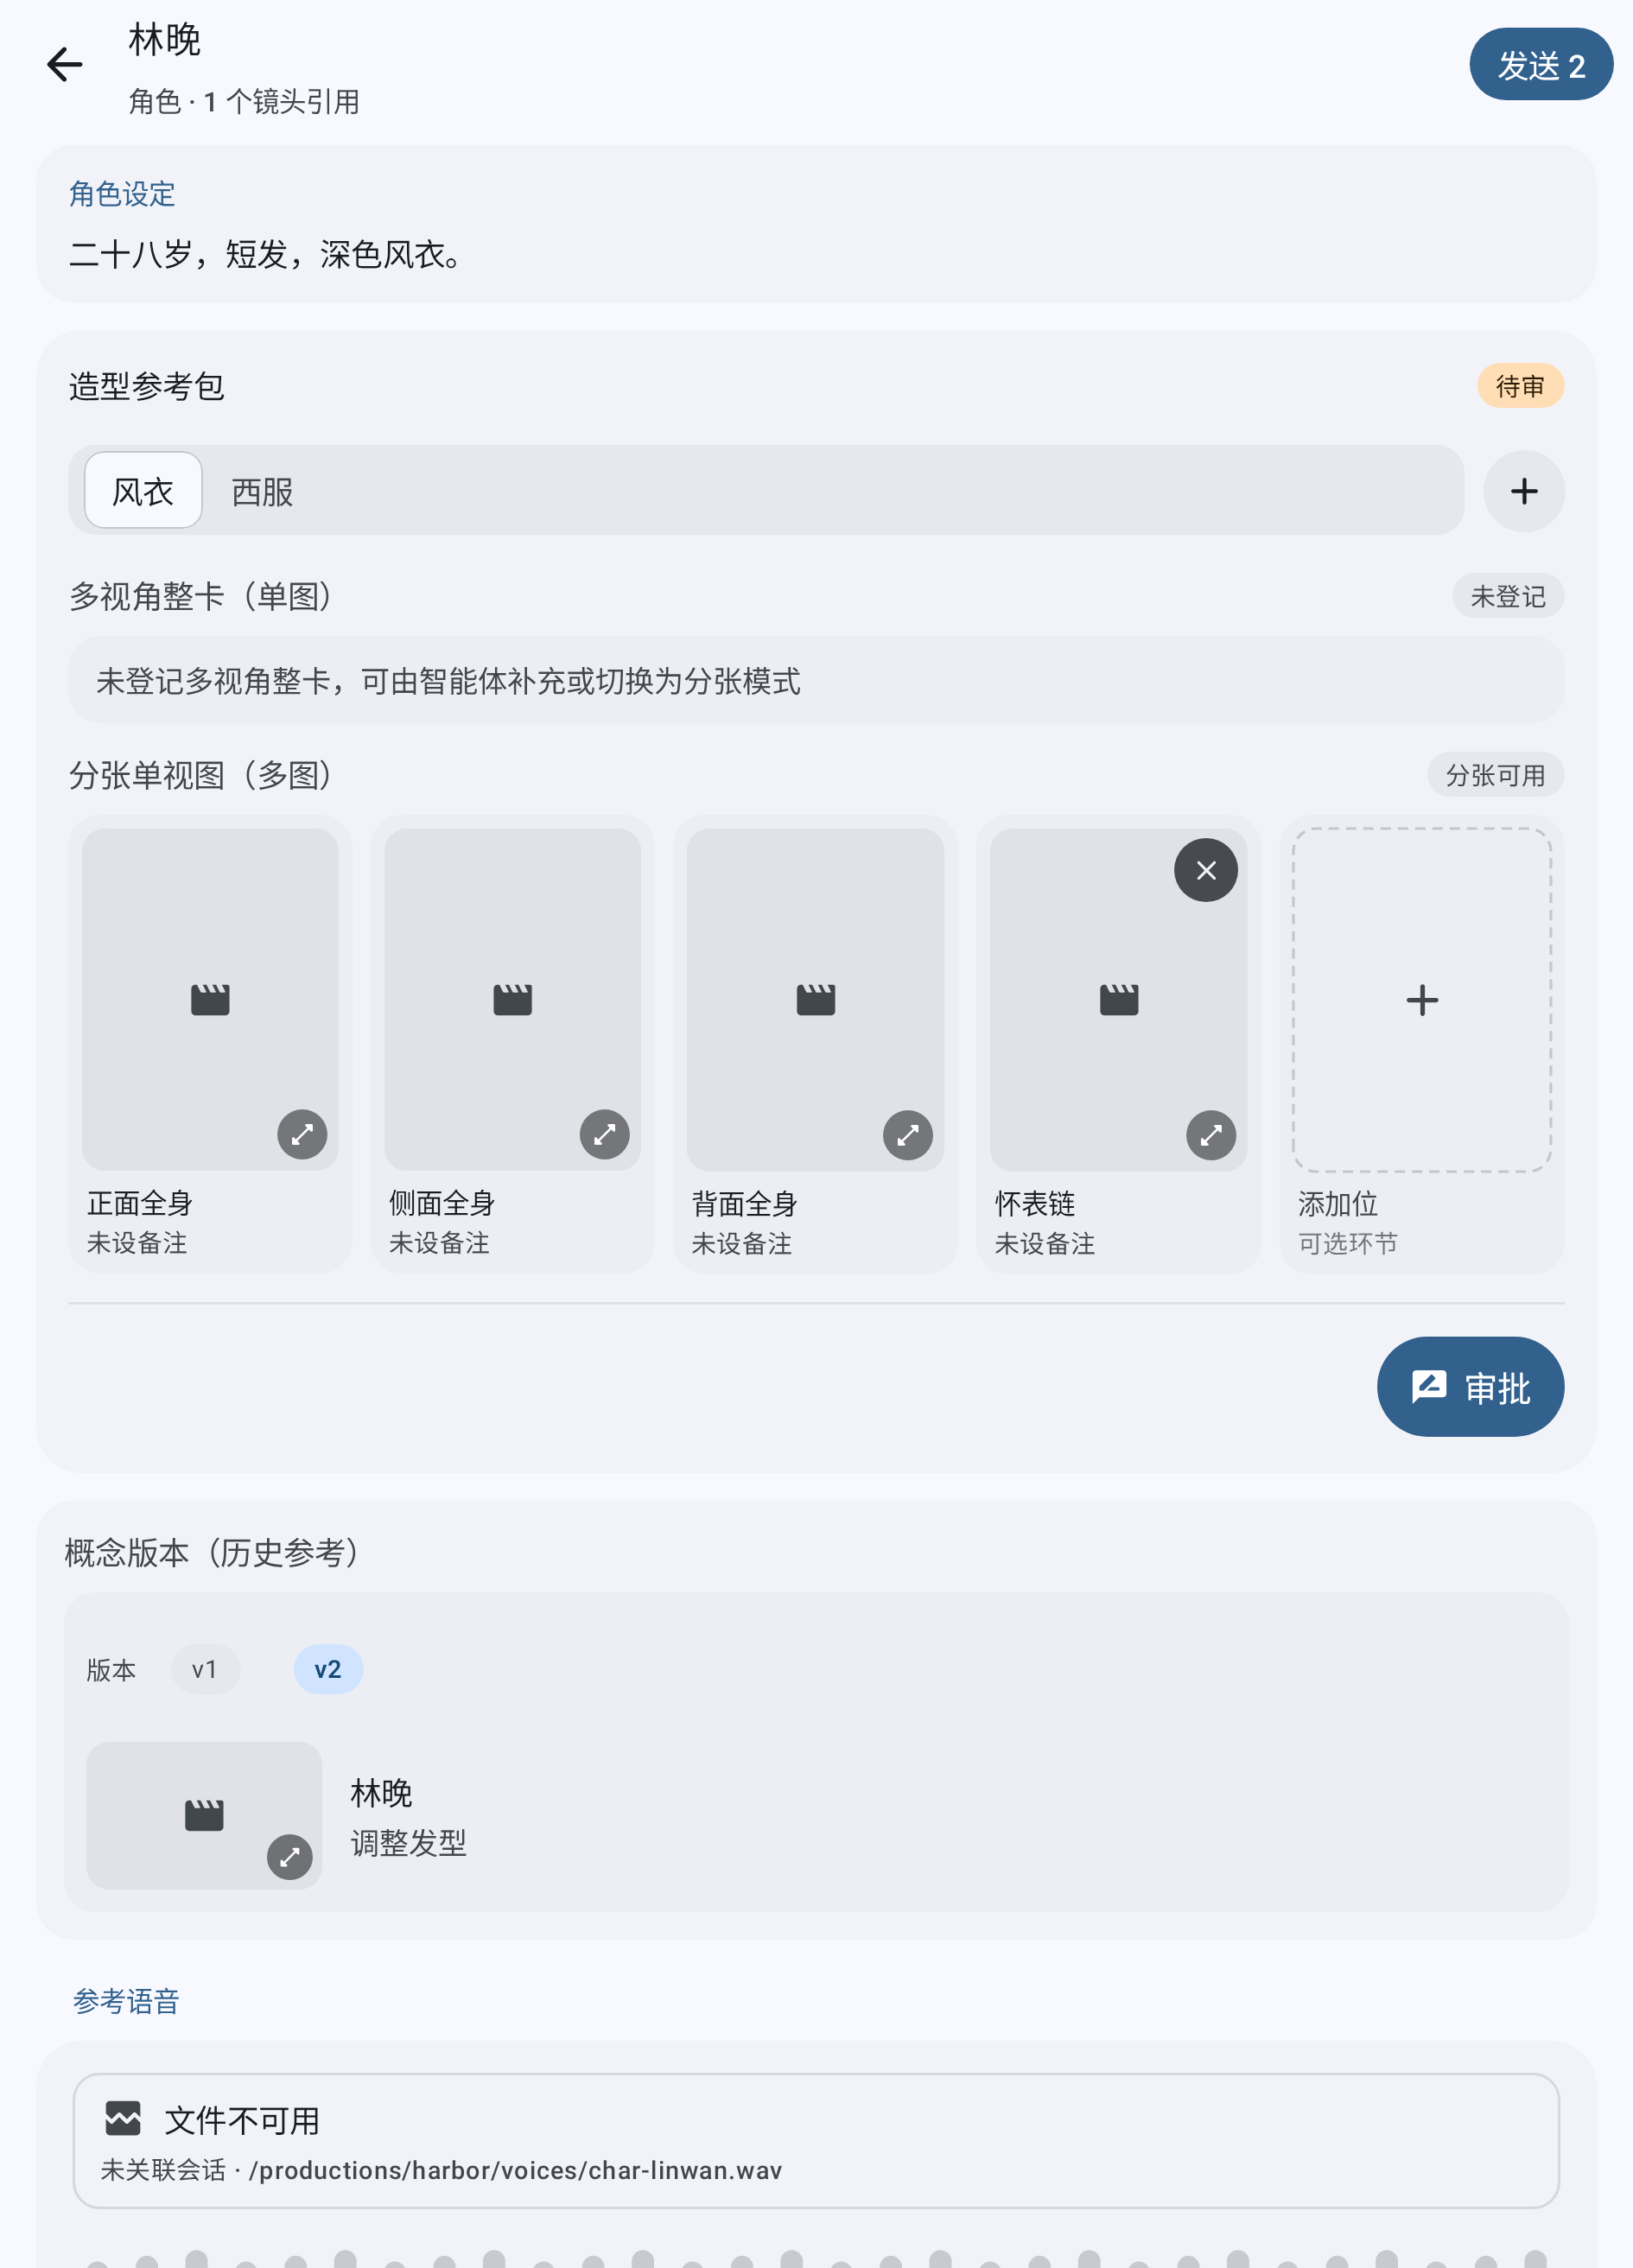 林晚
发送 2
角色 · 1 个镜头引用
角色设定
二十八岁，短发，深色风衣。
造型参考包
待审
风衣
西服
多视角整卡（单图）
未登记
未登记多视角整卡，可由智能体补充或切换为分张模式
分张单视图（多图）
分张可用
正面全身
未设备注
侧面全身
未设备注
背面全身
未设备注
怀表链
未设备注
添加位
可选环节
审批
概念版本（历史参考）
版本
v1
v2
林晚
调整发型
参考语音
文件不可用
未关联会话 · /productions/harbor/voices/char-linwan.wav